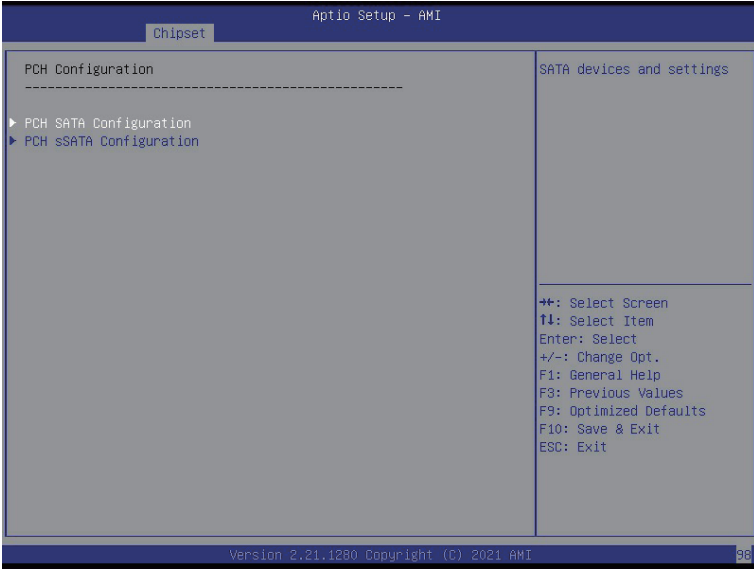 Aptio Setup – AMI
Chipset
PCH Configuration
------------------------------------------------
▶ PCH SATA Configuration
▶ PCH sSATA Configuration
SATA devices and settings
→←: Select Screen
↑↓: Select Item
Enter: Select
+/-: Change Opt.
F1: General Help
F3: Previous Values
F9: Optimized Defaults
F10: Save & Exit
ESC: Exit
Version 2.21.1280 Copyright (C) 2021 AMI
98